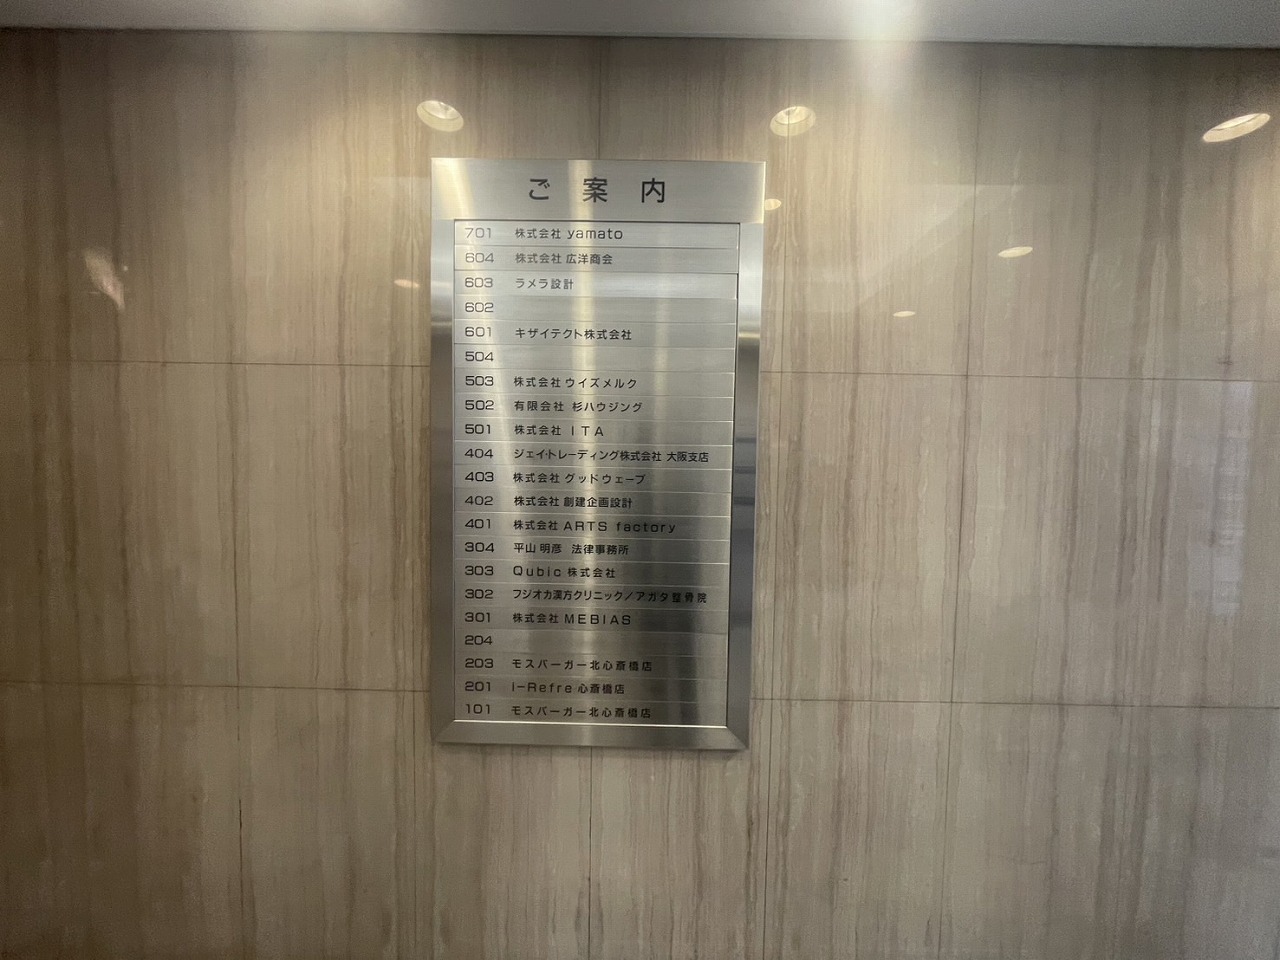 ご案内
701 株式会社 yamato
604 株式会社 広洋商会
603 ラメラ設計
602
601 キザイテクト株式会社
504
503 株式会社 ウイズメルク
502 有限会社 杉ハウジング
501 株式会社 ITA
404 ジェイ・トレーディング株式会社 大阪支店
403 株式会社 グッドウェーブ
402 株式会社 創建企画設計
401 株式会社 ARTS factory
304 平山 明彦 法律事務所
303 Qubic 株式会社
302 フジオカ漢方クリニック／アガタ整骨院
301 株式会社 MEBIAS
204
203 モスバーガー北心斎橋店
201 i-Refre 心斎橋店
101 モスバーガー北心斎橋店